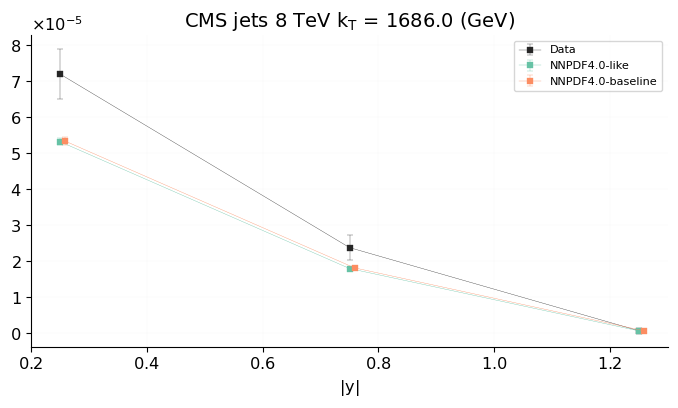 CMS jets 8 TeV k_T = 1686.0 (GeV)
×10⁻⁵
Data
NNPDF4.0-like
NNPDF4.0-baseline
8
7
6
5
4
3
2
1
0
0.2 0.4 0.6 0.8 1.0 1.2
|y|